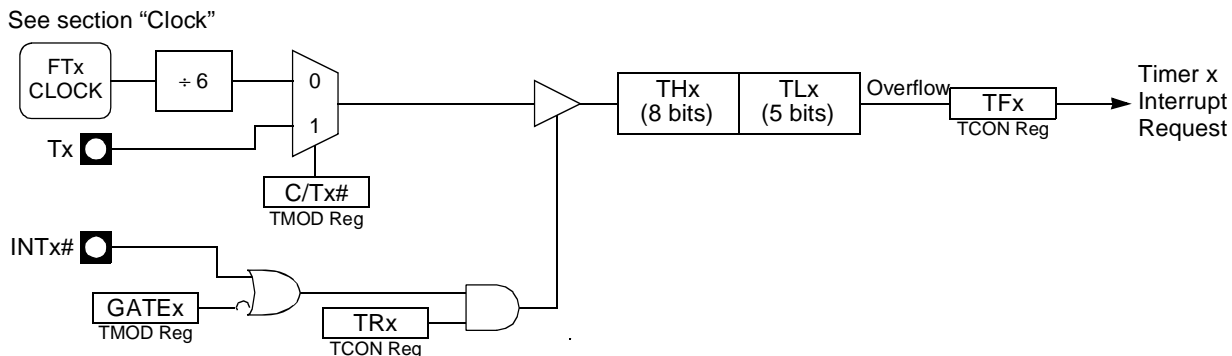 See section “Clock”
FTx
CLOCK
÷ 6
0
1
Tx
C/Tx#
TMOD Reg
THx
(8 bits)
TLx
(5 bits)
Overflow
TFx
TCON Reg
Timer x
Interrupt
Request
INTx#
GATEx
TMOD Reg
TRx
TCON Reg